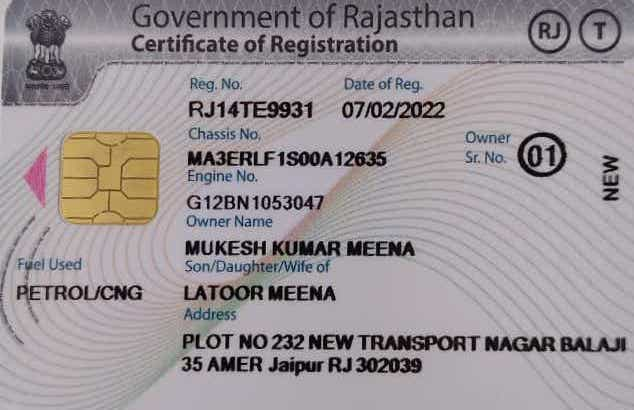 Government of Rajasthan
Certificate of Registration
RJ T
Reg. No. Date of Reg.
RJ14TE9931 07/02/2022
Chassis No.
MA3ERLF1S00A12635
Owner
Sr. No. 01
NEW
Engine No.
G12BN1053047
Owner Name
MUKESH KUMAR MEENA
Fuel Used Son/Daughter/Wife of
PETROL/CNG LATOOR MEENA
Address
PLOT NO 232 NEW TRANSPORT NAGAR BALAJI
35 AMER Jaipur RJ 302039